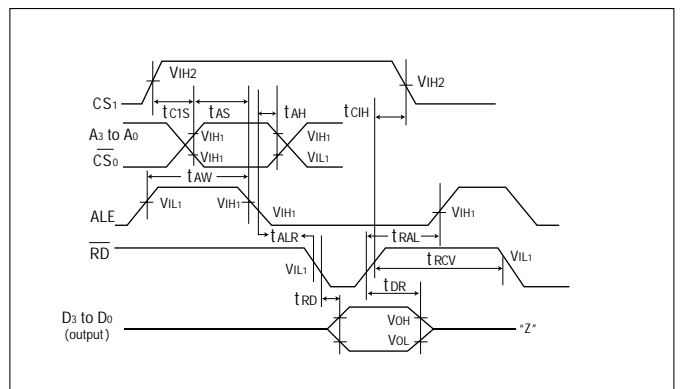 VIH2
VIH2
CS1
tC1S
tAS
tAH
tCIH
A3 to A0
VIH1
VIH1
CS0
VIH1
VIL1
tAW
VIL1
VIH1
VIH1
VIH1
ALE
tALR
tRAL
RD
VIL1
tRCV
VIL1
tRD
tDR
D3 to D0
(output)
VOH
VOL
"Z"